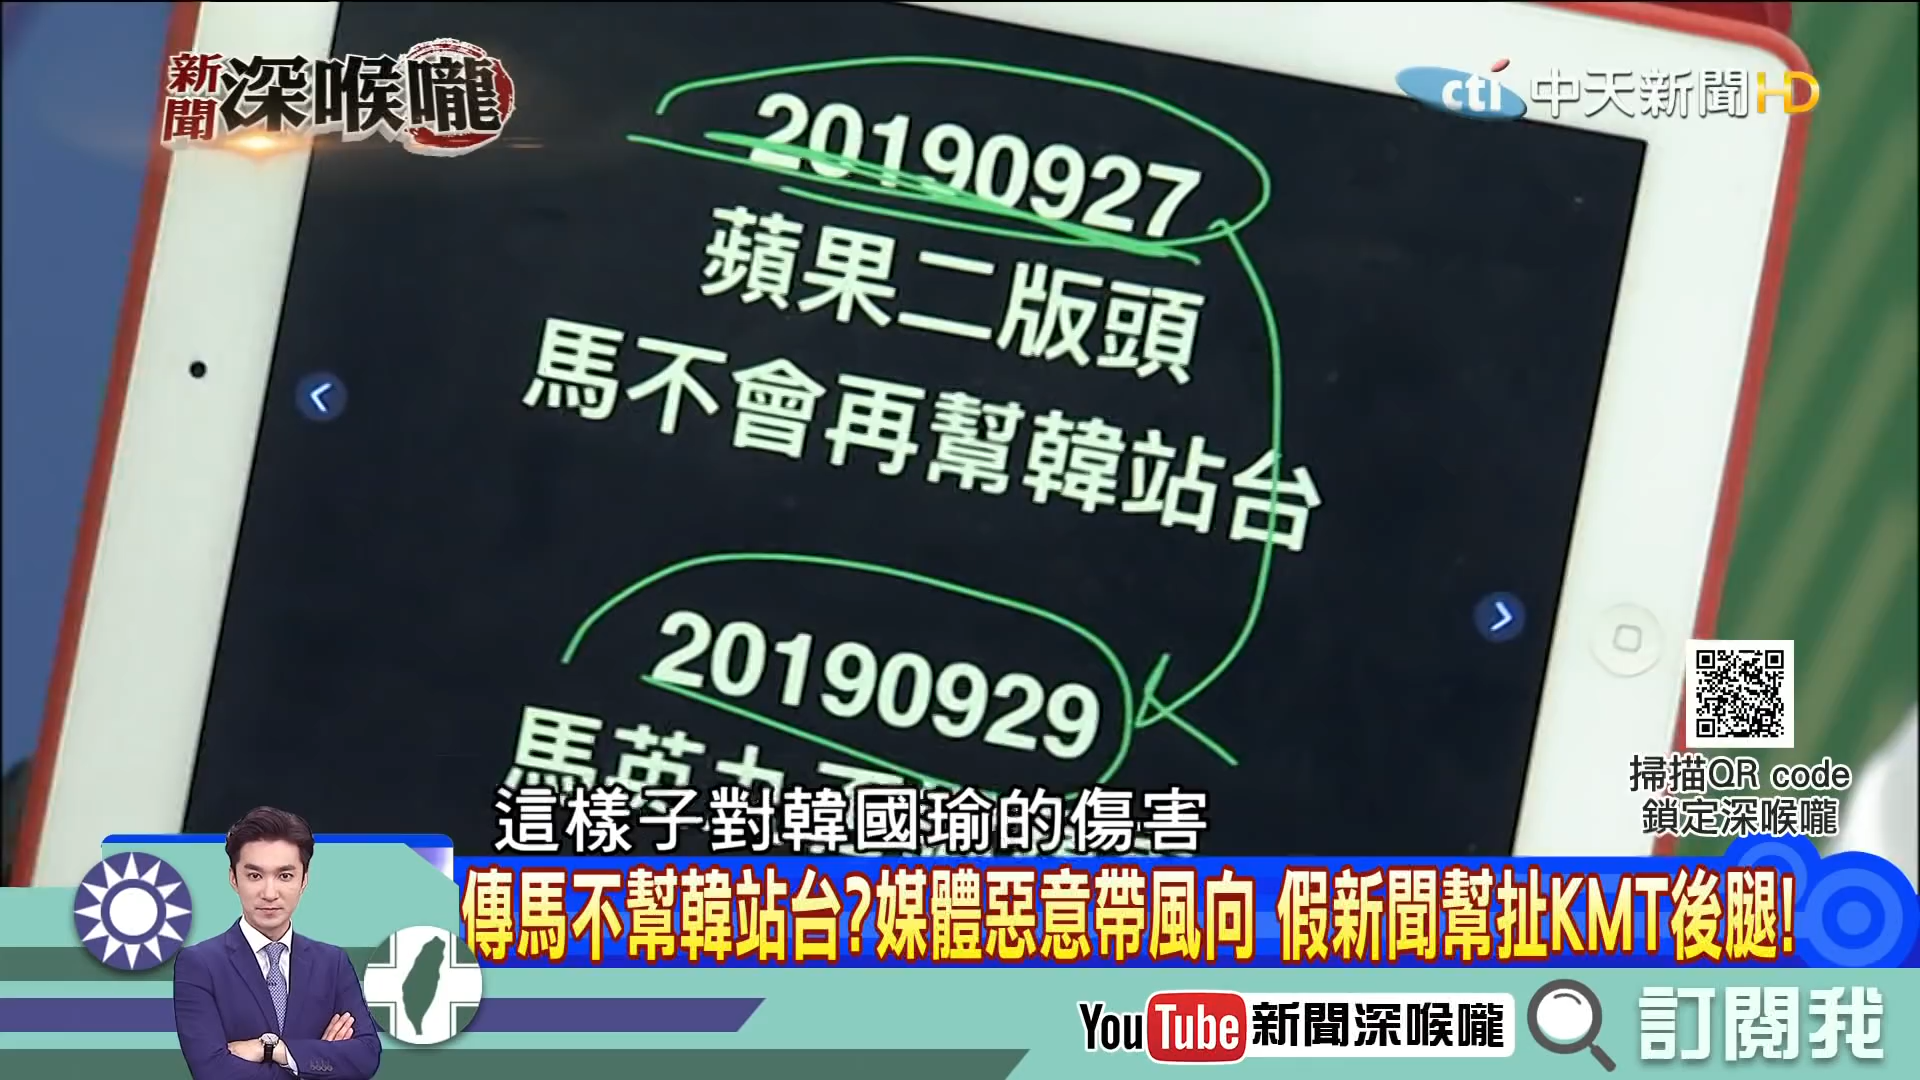 新聞深喉嚨
cti 中天新聞HD
20190927
蘋果二版頭
馬不會再幫韓站台
20190929
馬英九
這樣子對韓國瑜的傷害
掃描QR code
鎖定深喉嚨
傳馬不幫韓站台?媒體惡意帶風向 假新聞幫扯KMT後腿!
YouTube 新聞深喉嚨
訂閱我